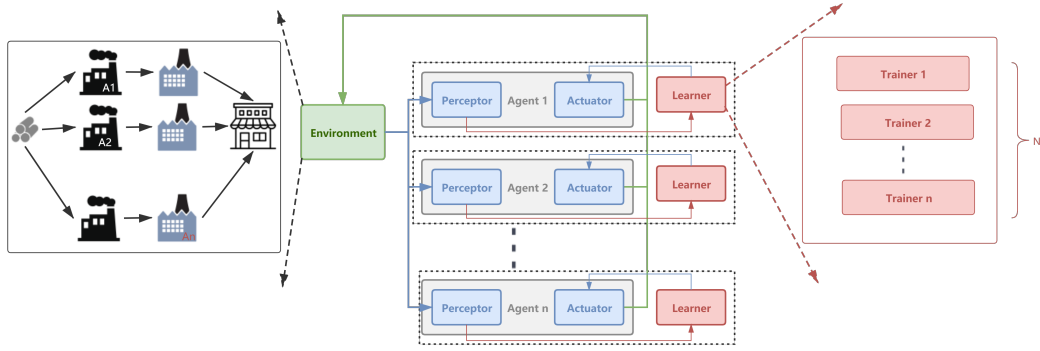 A1
A2
An
Environment
Perceptor
Agent 1
Actuator
Learner
Perceptor
Agent 2
Actuator
Learner
Perceptor
Agent n
Actuator
Learner
Trainer 1
Trainer 2
Trainer n
N